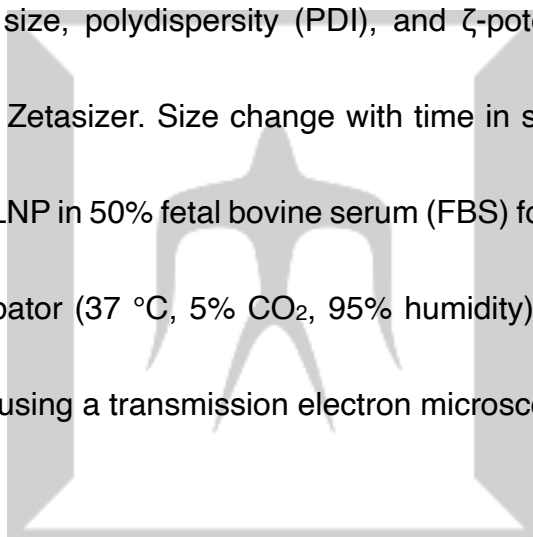 size, polydispersity (PDI), and ζ-pot
Zetasizer. Size change with time in s
LNP in 50% fetal bovine serum (FBS) fo
bator (37 °C, 5% CO₂, 95% humidity)
using a transmission electron microsc